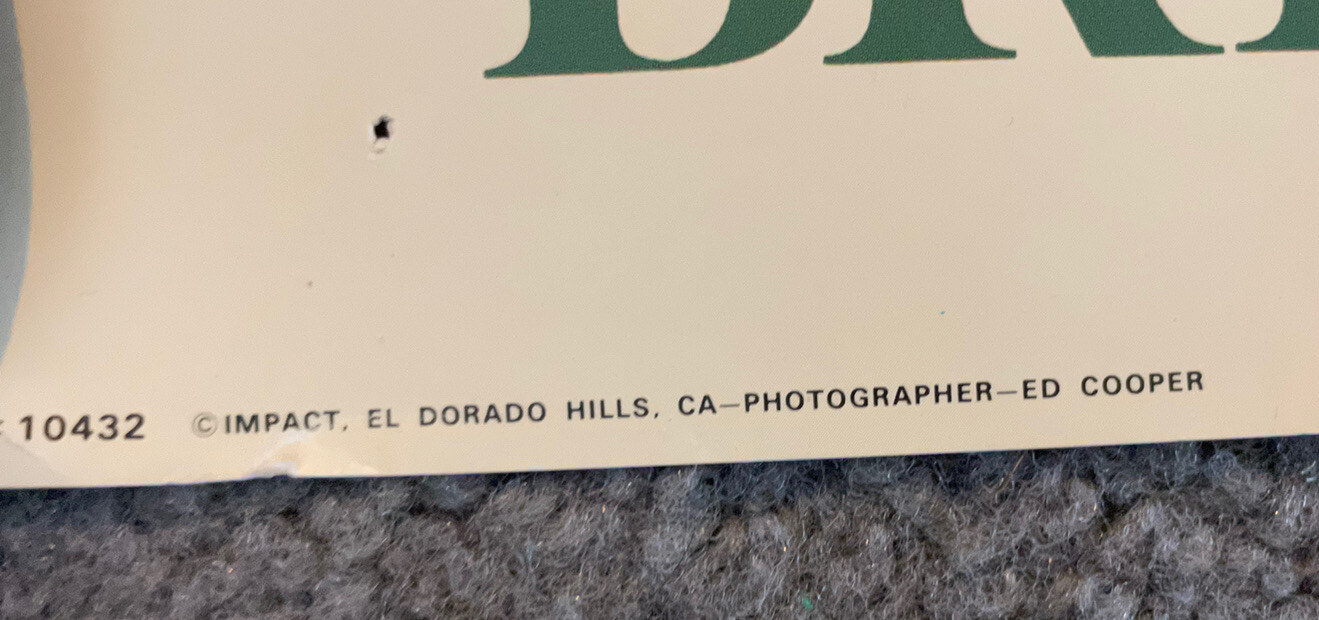 10432 ©IMPACT, EL DORADO HILLS, CA—PHOTOGRAPHER—ED COOPER